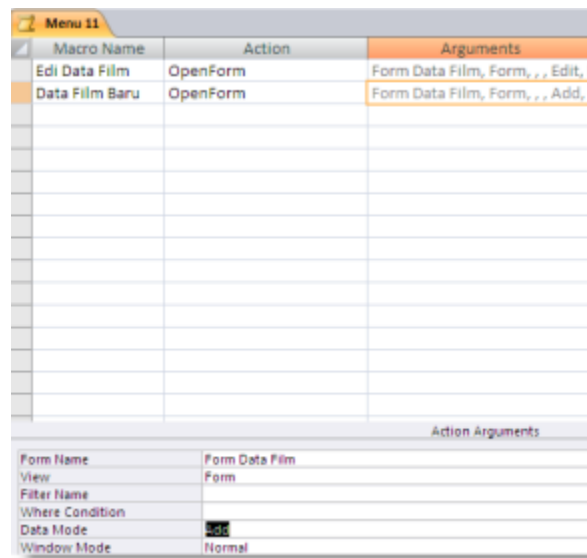 Menu 11
Macro Name Action Arguments
Edi Data Film OpenForm Form Data Film, Form, , , Edit,
Data Film Baru OpenForm Form Data Film, Form, , , Add,
Action Arguments
Form Name Form Data Film
View Form
Filter Name
Where Condition
Data Mode Add
Window Mode Normal